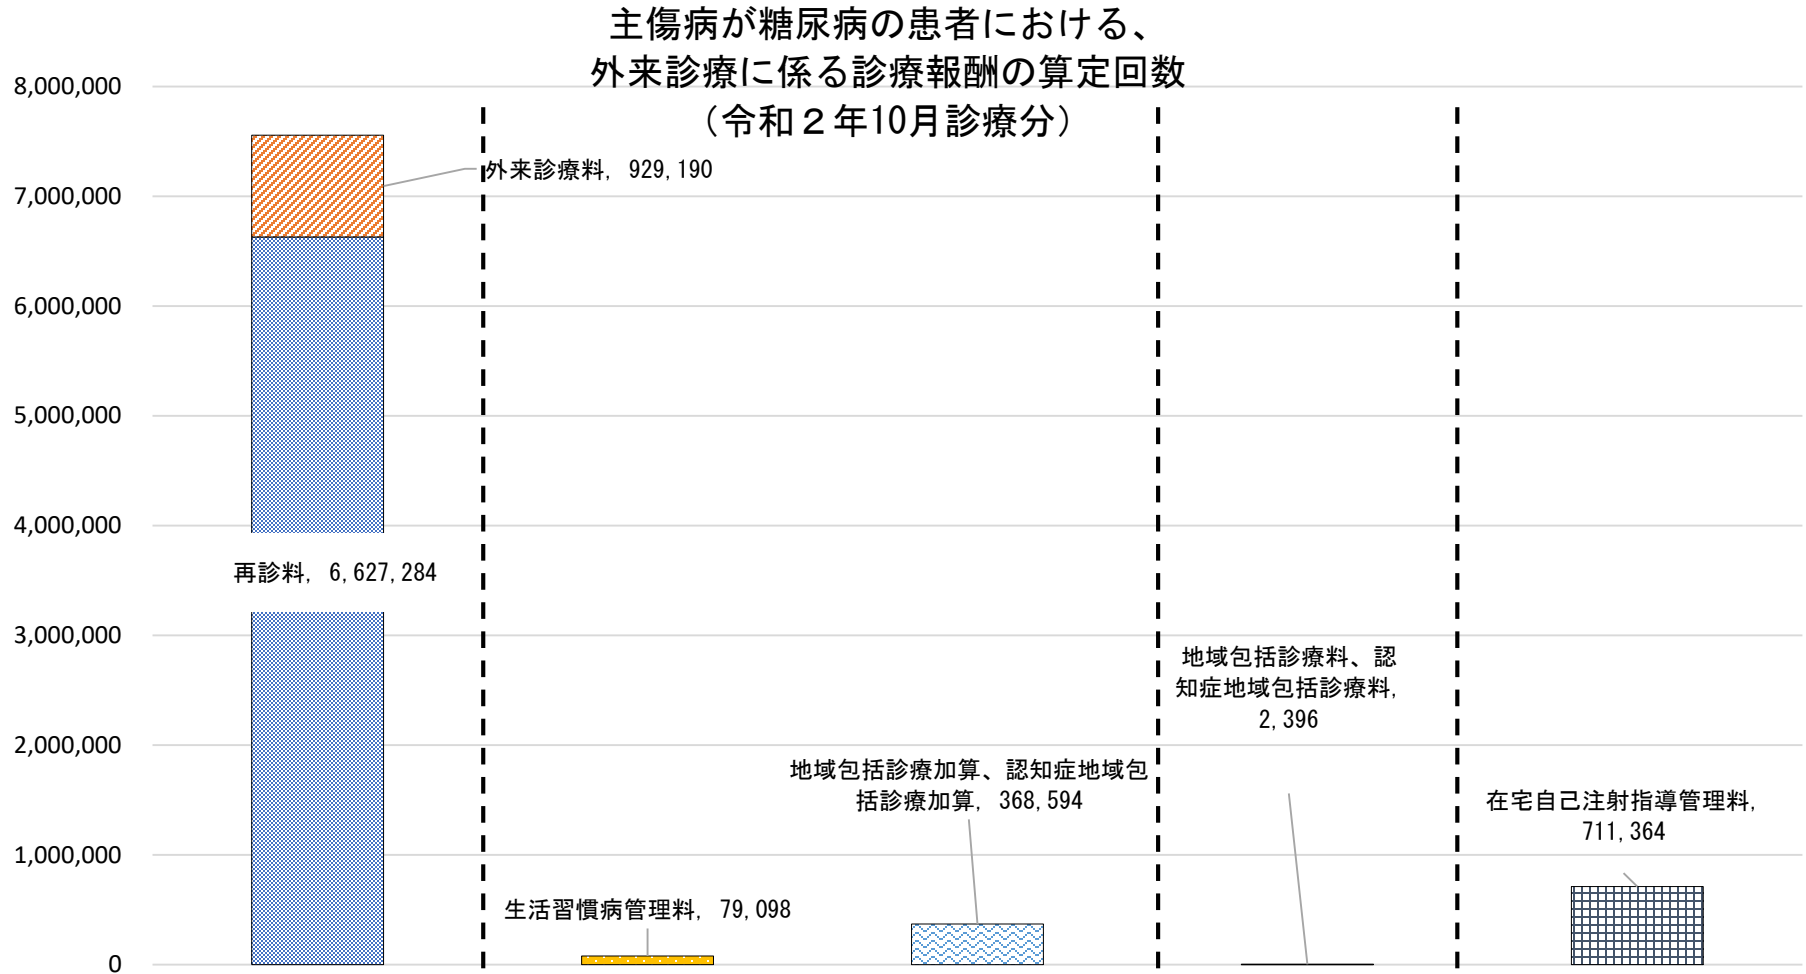 主傷病が糖尿病の患者における、
外来診療に係る診療報酬の算定回数
（令和２年10月診療分）
8,000,000
7,000,000
6,000,000
5,000,000
4,000,000
3,000,000
2,000,000
1,000,000
0
外来診療料, 929,190
再診料, 6,627,284
生活習慣病管理料, 79,098
地域包括診療加算、認知症地域包
括診療加算, 368,594
地域包括診療料、認
知症地域包括診療料,
2,396
在宅自己注射指導管理料,
711,364